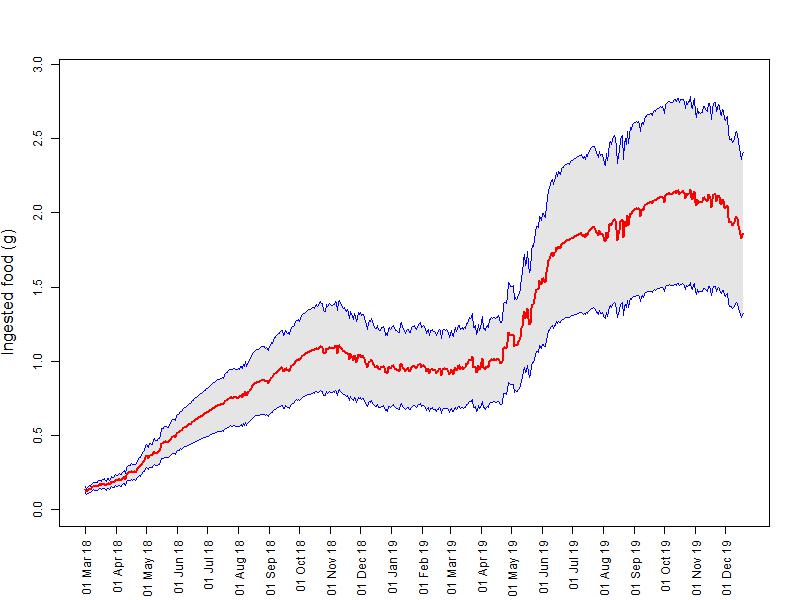 Ingested food (g)
3.0
2.5
2.0
1.5
1.0
0.5
0.0
01 Mar 18
01 Apr 18
01 May 18
01 Jun 18
01 Jul 18
01 Aug 18
01 Sep 18
01 Oct 18
01 Nov 18
01 Dec 18
01 Jan 19
01 Feb 19
01 Mar 19
01 Apr 19
01 May 19
01 Jun 19
01 Jul 19
01 Aug 19
01 Sep 19
01 Oct 19
01 Nov 19
01 Dec 19